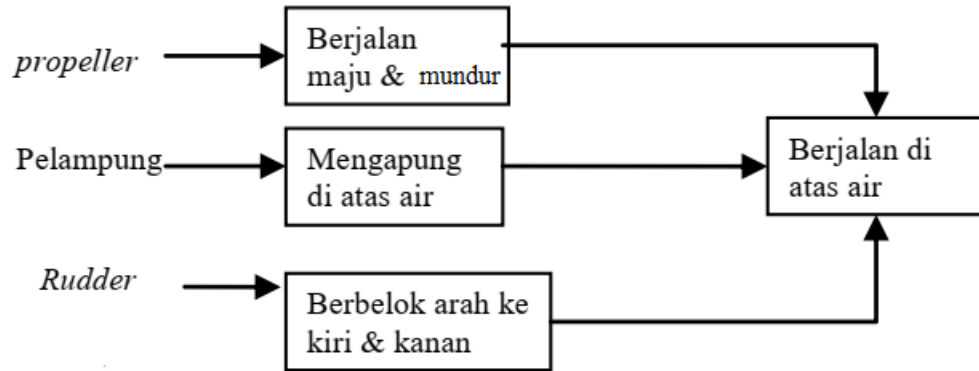 propeller
Berjalan
maju & mundur
Pelampung
Mengapung
di atas air
Berjalan di
atas air
Rudder
Berbelok arah ke
kiri & kanan